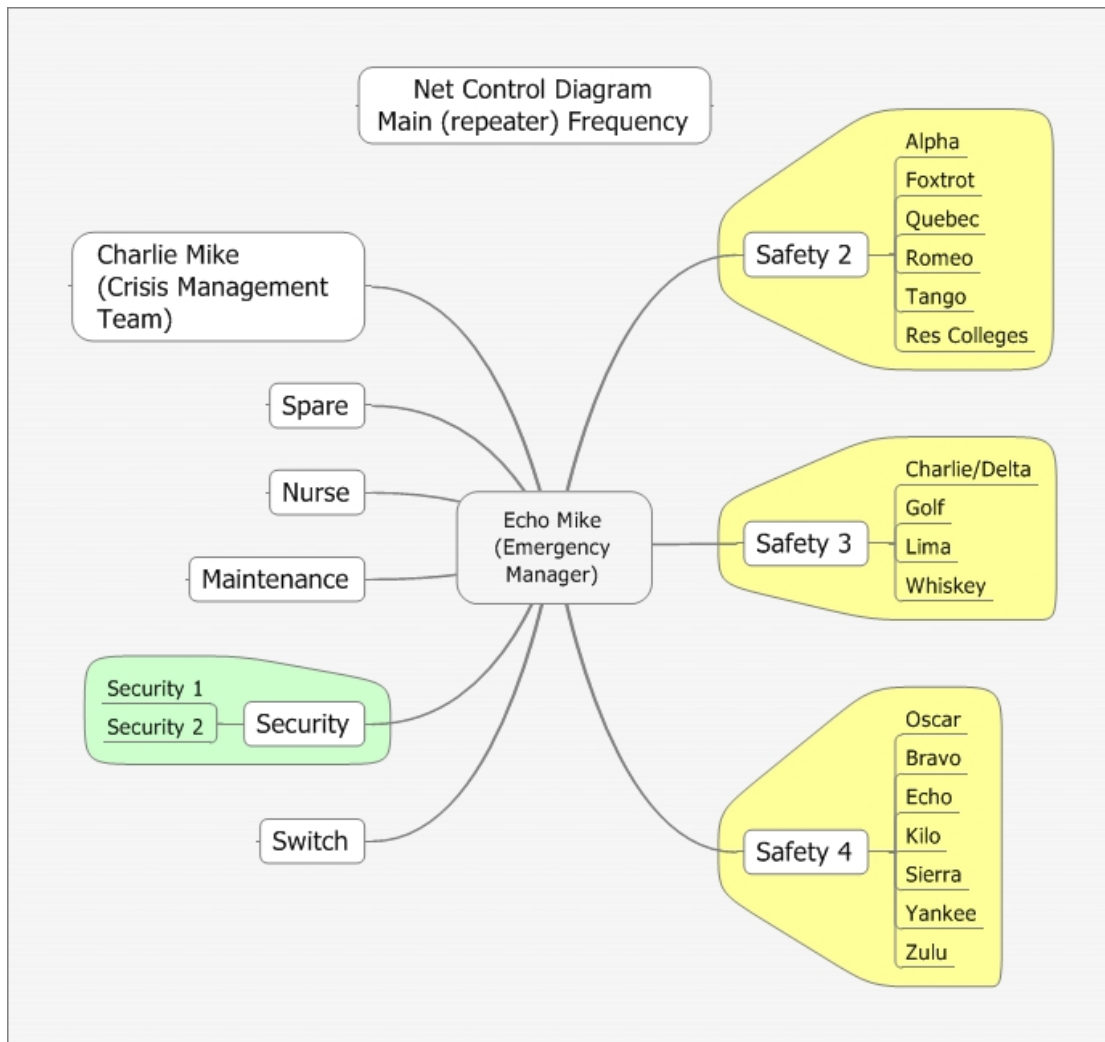 Net Control Diagram
Main (repeater) Frequency
Charlie Mike
(Crisis Management
Team)
Spare
Nurse
Maintenance
Security 1
Security 2
Security
Switch
Echo Mike
(Emergency
Manager)
Safety 2
Alpha
Foxtrot
Quebec
Romeo
Tango
Res Colleges
Safety 3
Charlie/Delta
Golf
Lima
Whiskey
Safety 4
Oscar
Bravo
Echo
Kilo
Sierra
Yankee
Zulu